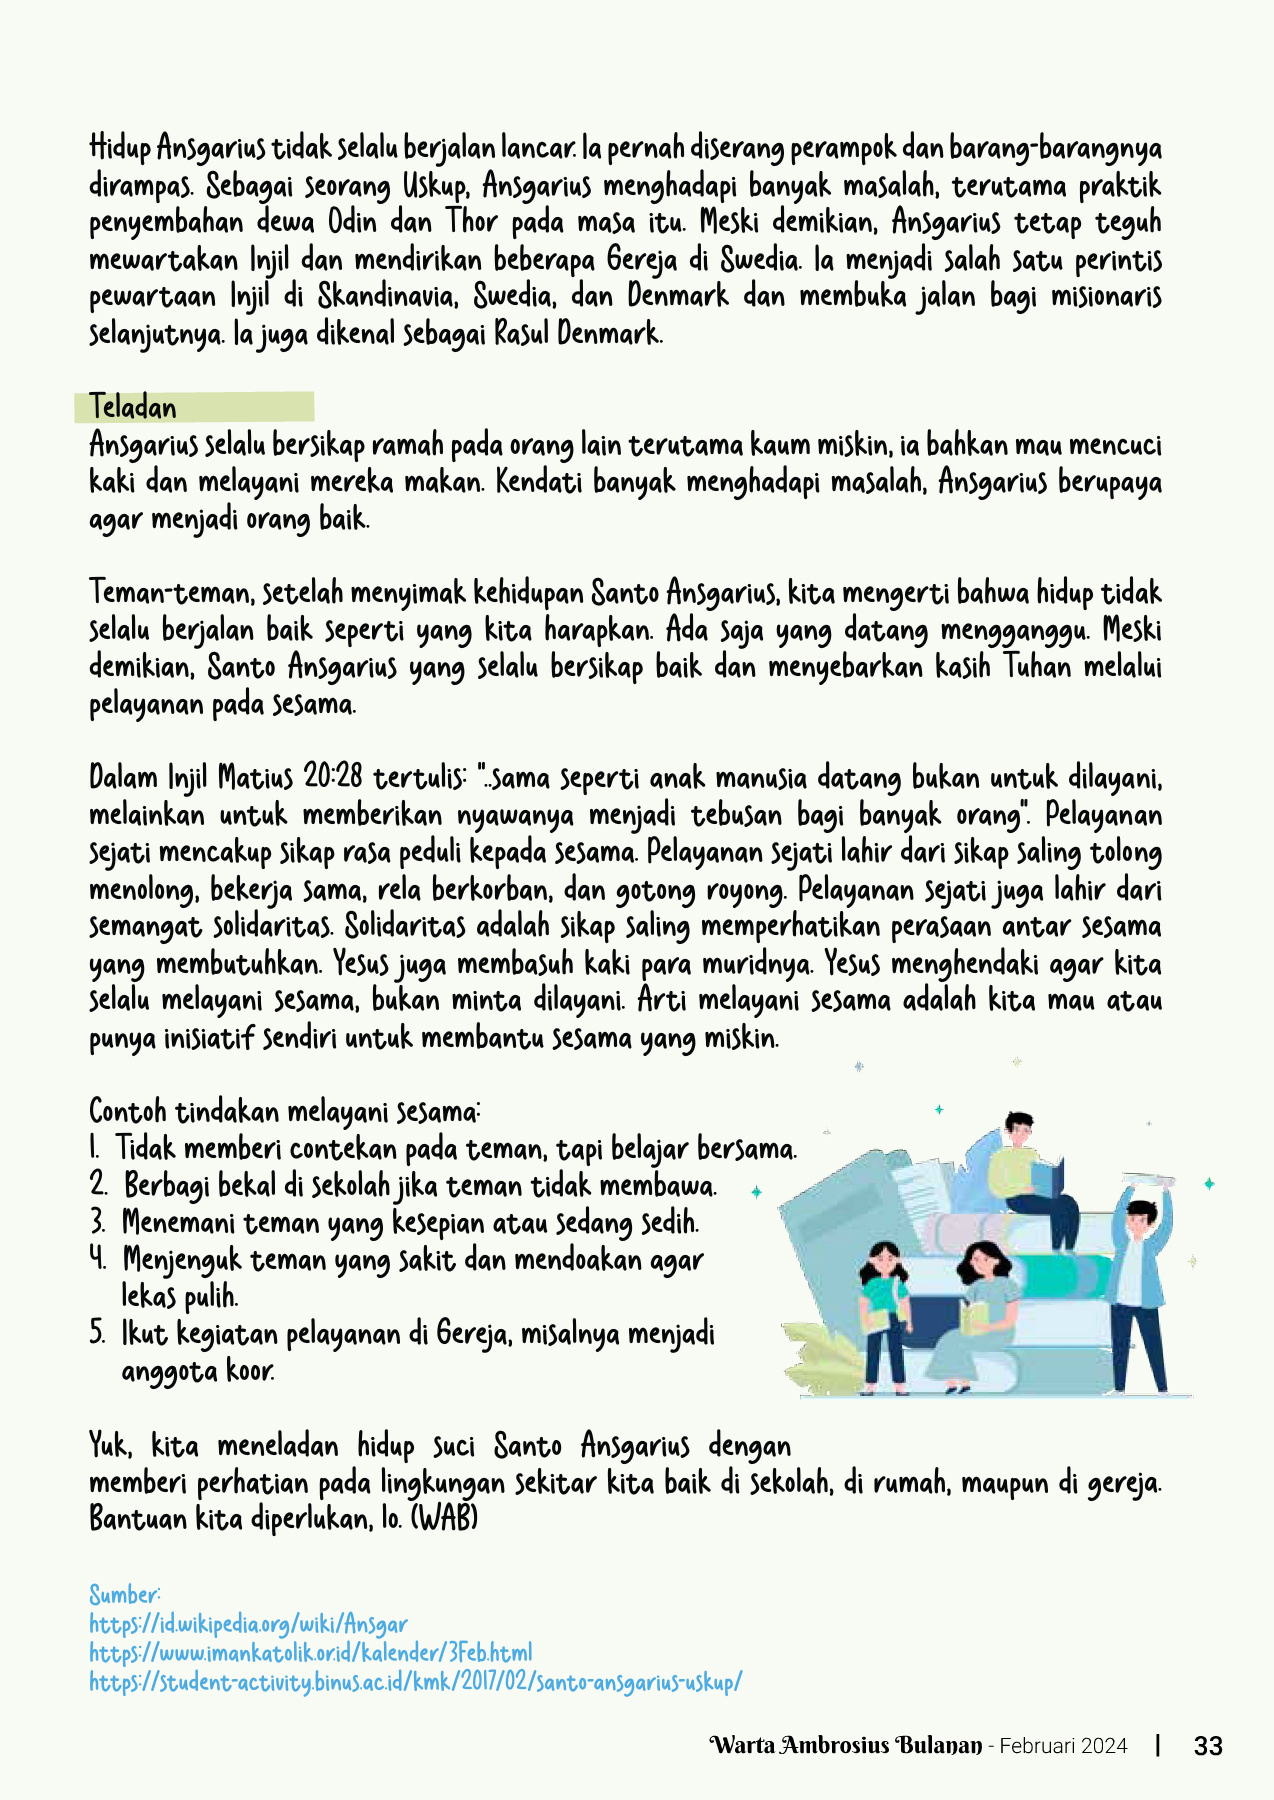 Hidup Ansgarius tidak selalu berjalan lancar. Ia pernah diserang perampok dan barang-barangnya
dirampas. Sebagai seorang Uskup, Ansgarius menghadapi banyak masalah, terutama praktik
penyembahan dewa Odin dan Thor pada masa itu. Meski demikian, Ansgarius tetap teguh
mewartakan Injil dan mendirikan beberapa Gereja di Swedia. Ia menjadi salah satu perintis
pewartaan Injil di Skandinavia, Swedia, dan Denmark dan membuka jalan bagi misionaris
selanjutnya. Ia juga dikenal sebagai Rasul Denmark.
Teladan
Ansgarius selalu bersikap ramah pada orang lain terutama kaum miskin, ia bahkan mau mencuci
kaki dan melayani mereka makan. Kendati banyak menghadapi masalah, Ansgarius berupaya
agar menjadi orang baik.
Teman-teman, setelah menyimak kehidupan Santo Ansgarius, kita mengerti bahwa hidup tidak
selalu berjalan baik seperti yang kita harapkan. Ada saja yang datang mengganggu. Meski
demikian, Santo Ansgarius yang selalu bersikap baik dan menyebarkan kasih Tuhan melalui
pelayanan pada sesama.
Dalam Injil Matius 20:28 tertulis: "..sama seperti anak manusia datang bukan untuk dilayani,
melainkan untuk memberikan nyawanya menjadi tebusan bagi banyak orang". Pelayanan
sejati mencakup sikap rasa peduli kepada sesama. Pelayanan sejati lahir dari sikap saling tolong
menolong, bekerja sama, rela berkorban, dan gotong royong. Pelayanan sejati juga lahir dari
semangat solidaritas. Solidaritas adalah sikap saling memperhatikan perasaan antar sesama
yang membutuhkan. Yesus juga membasuh kaki para muridnya. Yesus menghendaki agar kita
selalu melayani sesama, bukan minta dilayani. Arti melayani sesama adalah kita mau atau
punya inisiatif sendiri untuk membantu sesama yang miskin.
Contoh tindakan melayani sesama:
1. Tidak memberi contekan pada teman, tapi belajar bersama.
2. Berbagi bekal di sekolah jika teman tidak membawa.
3. Menemani teman yang kesepian atau sedang sedih.
4. Menjenguk teman yang sakit dan mendoakan agar
lekas pulih.
5. Ikut kegiatan pelayanan di Gereja, misalnya menjadi
anggota koor.
Yuk, kita meneladan hidup suci Santo Ansgarius dengan
memberi perhatian pada lingkungan sekitar kita baik di sekolah, di rumah, maupun di gereja.
Bantuan kita diperlukan, lo. (WAB)
Sumber:
https://id.wikipedia.org/wiki/Ansgar
https://www.imankatolik.or.id/kalender/3Feb.html
https://student-activity.binus.ac.id/kmk/2017/02/santo-ansgarius-uskup/
Warta Ambrosius Bulanan - Februari 2024 | 33